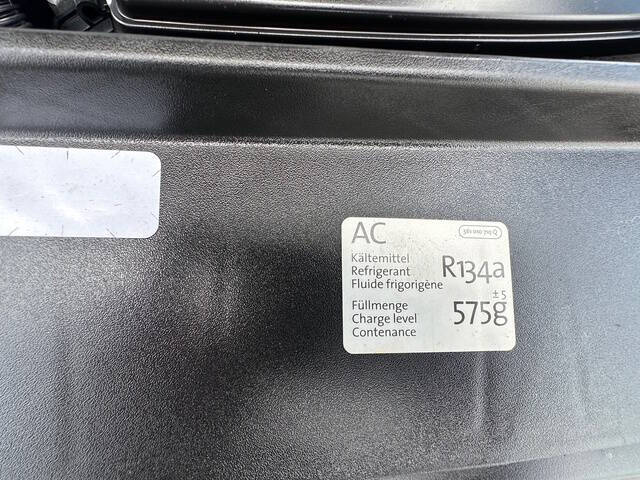 AC
Kältemittel
Refrigerant
Fluide frigorigène
R134a
Füllmenge
Charge level
Contenance
± 5
575g